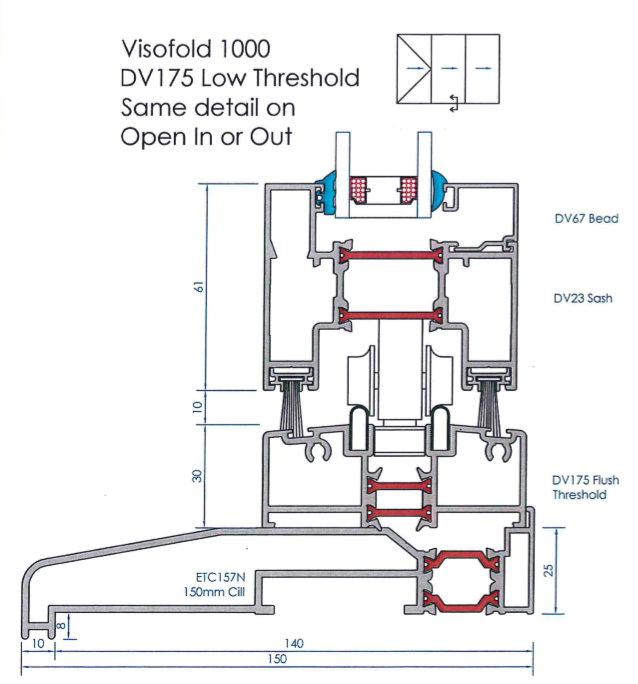 Visofold 1000
DV175 Low Threshold
Same detail on
Open In or Out
DV67 Bead
61
DV23 Sash
10
30
DV175 Flush
Threshold
ETC157N
150mm Cill
25
8
10
140
150